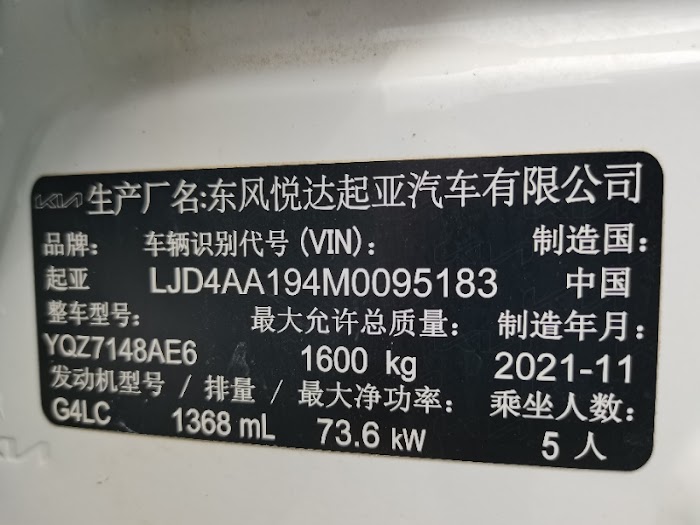 KIA 生产厂名:东风悦达起亚汽车有限公司
品牌: 车辆识别代号(VIN): 制造国:
起亚 LJD4AA194M0095183 中国
整车型号: 最大允许总质量: 制造年月:
YQZ7148AE6 1600 kg 2021-11
发动机型号 / 排量 / 最大净功率: 乘坐人数:
G4LC 1368 mL 73.6 kW 5 人